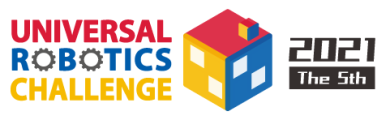 UNIVERSAL
ROBOTICS
CHALLENGE
2021
The 5th